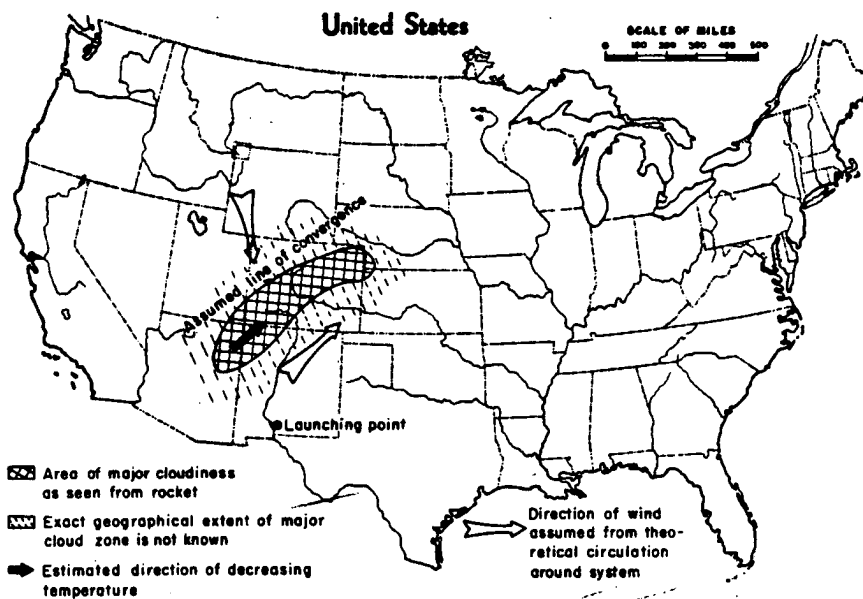 United States
SCALE OF MILES
0 100 200 300 400 500
Assumed line of convergence
Launching point
Area of major cloudiness
as seen from rocket
Exact geographical extent of major
cloud zone is not known
Estimated direction of decreasing
temperature
Direction of wind
assumed from theo-
retical circulation
around system